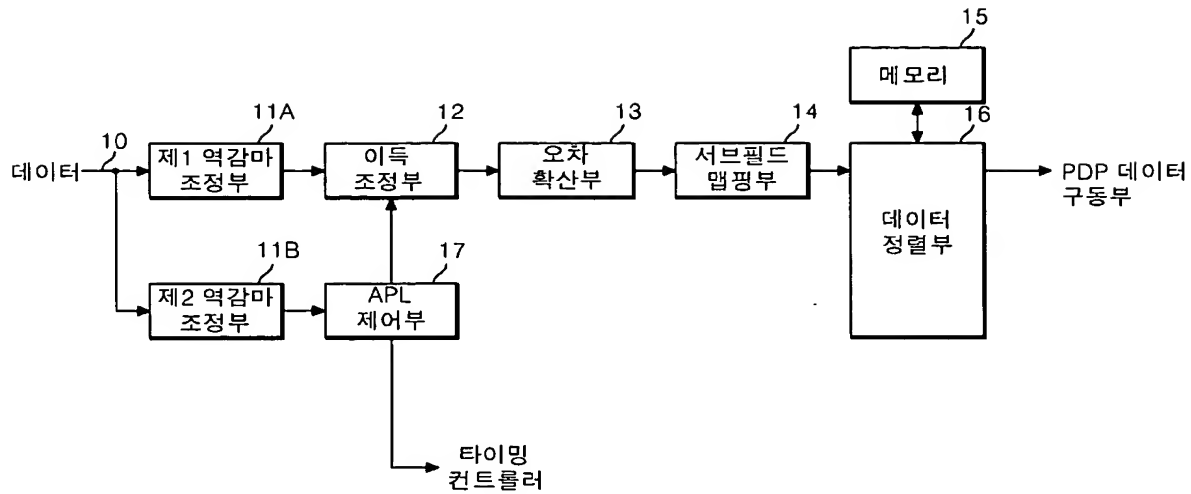 15
메모리
11A
12
13
14
16
데이터
10
제1 역감마
조정부
이득
조정부
오차
확산부
서브필드
맵핑부
데이터
정렬부
PDP 데이터
구동부
11B
17
제2 역감마
조정부
APL
제어부
타이밍
컨트롤러